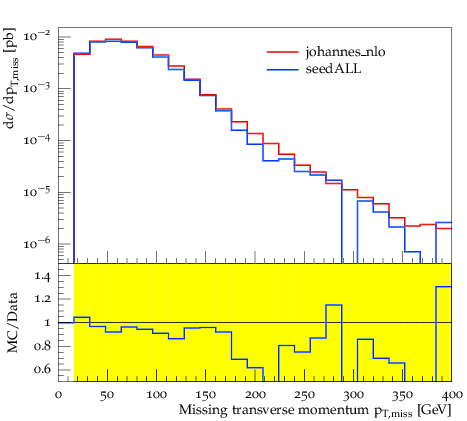 dσ/dp_T,miss [pb]
10⁻²
10⁻³
10⁻⁴
10⁻⁵
10⁻⁶
johannes_nlo
seedALL
MC/Data
1.4
1.2
1
0.8
0.6
0 50 100 150 200 250 300 350 400
Missing transverse momentum p_T,miss [GeV]